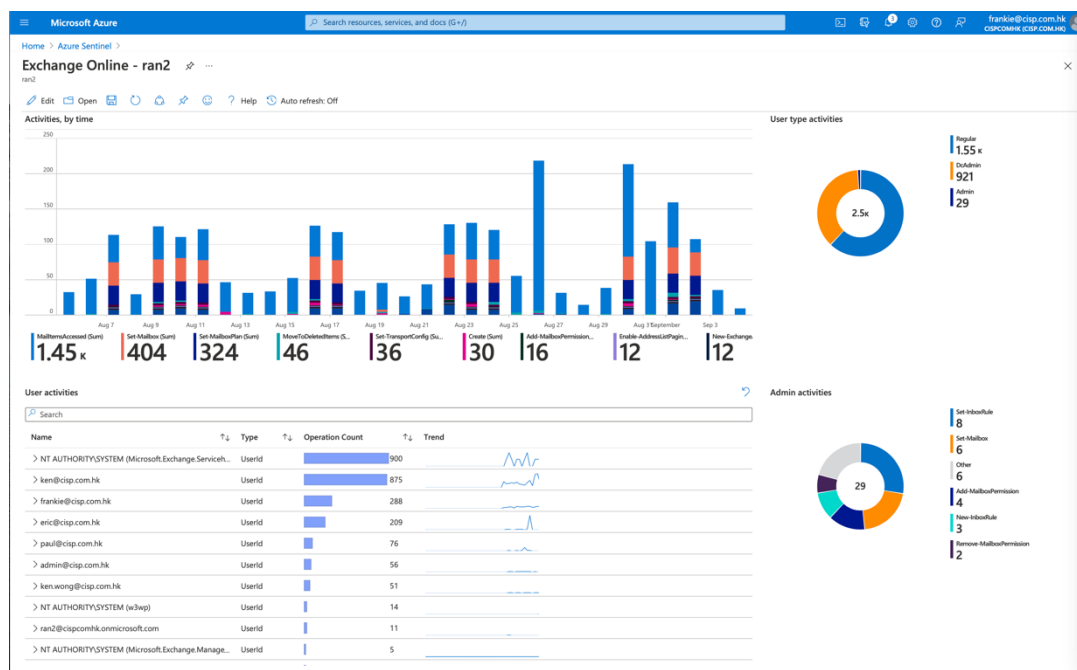 Microsoft Azure
Search resources, services, and docs (G+/)
3
frankie@cisp.com.hk
CISPCOMHK (CISP.COM.HK)
Home > Azure Sentinel >
Exchange Online - ran2
ran2
Edit Open ? Help Auto refresh: Off
Activities, by time
250
200
150
100
50
0
Aug 7 Aug 9 Aug 11 Aug 13 Aug 15 Aug 17 Aug 19 Aug 21 Aug 23 Aug 25 Aug 27 Aug 29 Aug 31 September Sep 3
MailItemsAccessed (Sum)
1.45 K
Set-Mailbox (Sum)
404
Set-MailboxPlan (Sum)
324
MoveToDeletedItems (S...
46
Set-TransportConfig (Su...
36
Create (Sum)
30
Add-MailboxPermission...
16
Enable-AddressListPagin...
12
New-Exchange
12
User type activities
2.5K
Regular
1.55 K
DcAdmin
921
Admin
29
User activities
Search
Name Type Operation Count Trend
NT AUTHORITY\SYSTEM (Microsoft.Exchange.Serviceh... UserId 900
ken@cisp.com.hk UserId 875
frankie@cisp.com.hk UserId 288
eric@cisp.com.hk UserId 209
paul@cisp.com.hk UserId 76
admin@cisp.com.hk UserId 56
ken.wong@cisp.com.hk UserId 51
NT AUTHORITY\SYSTEM (w3wp) UserId 14
ran2@cispcomhk.onmicrosoft.com UserId 11
NT AUTHORITY\SYSTEM (Microsoft.Exchange.Manage... UserId 5
Admin activities
29
Set-InboxRule
8
Set-Mailbox
6
Other
6
Add-MailboxPermission
4
New-InboxRule
3
Remove-MailboxPermission
2